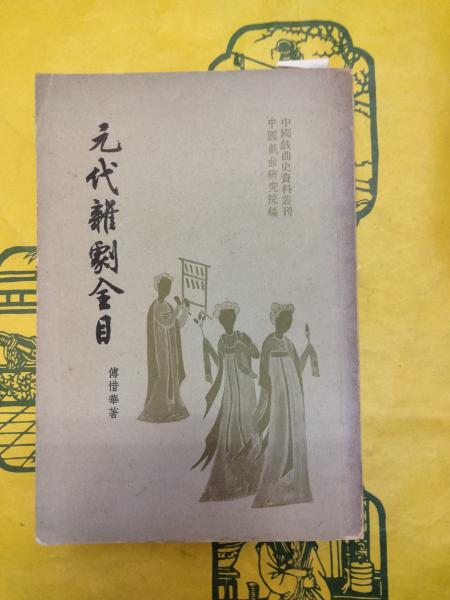 中國戲曲史資料叢刊
中國戲曲研究院編
元代雜劇全目
傅惜華著